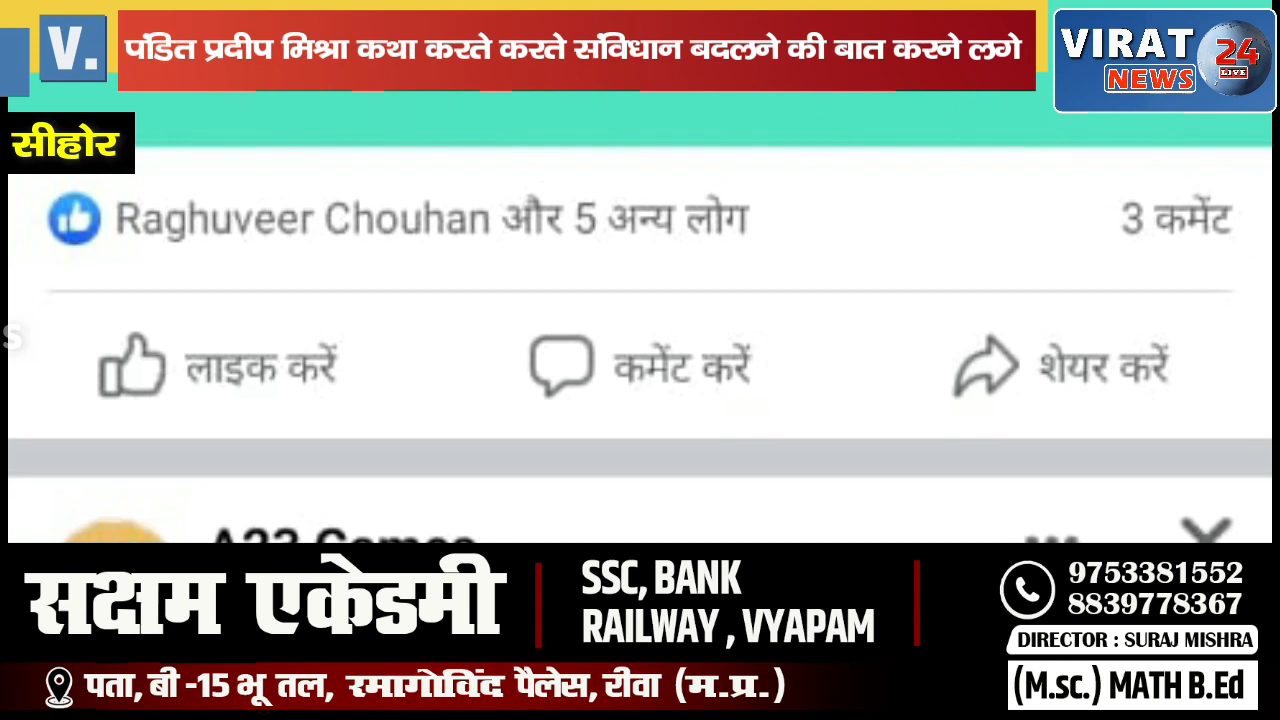 V.
पंडित प्रदीप मिश्रा कथा करते करते संविधान बदलने की बात करने लगे
VIRAT
24
LIVE
NEWS
सीहोर
Raghuveer Chouhan और 5 अन्य लोग
3 कमेंट
S
लाइक करें
कमेंट करें
शेयर करें
सक्षम एकेडमी
SSC, BANK
RAILWAY , VYAPAM
9753381552
8839778367
DIRECTOR : SURAJ MISHRA
(M.sc.) MATH B.Ed
पता, बी -15 भू तल, रमागोविंद पैलेस, रीवा (म.प्र.)